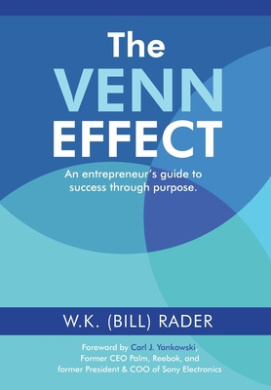 The
VENN
EFFECT
An entrepreneur's guide to
success through purpose.
W.K. (BILL) RADER
Foreword by Carl J. Yankowski,
Former CEO Palm, Reebok, and
former President & COO of Sony Electronics